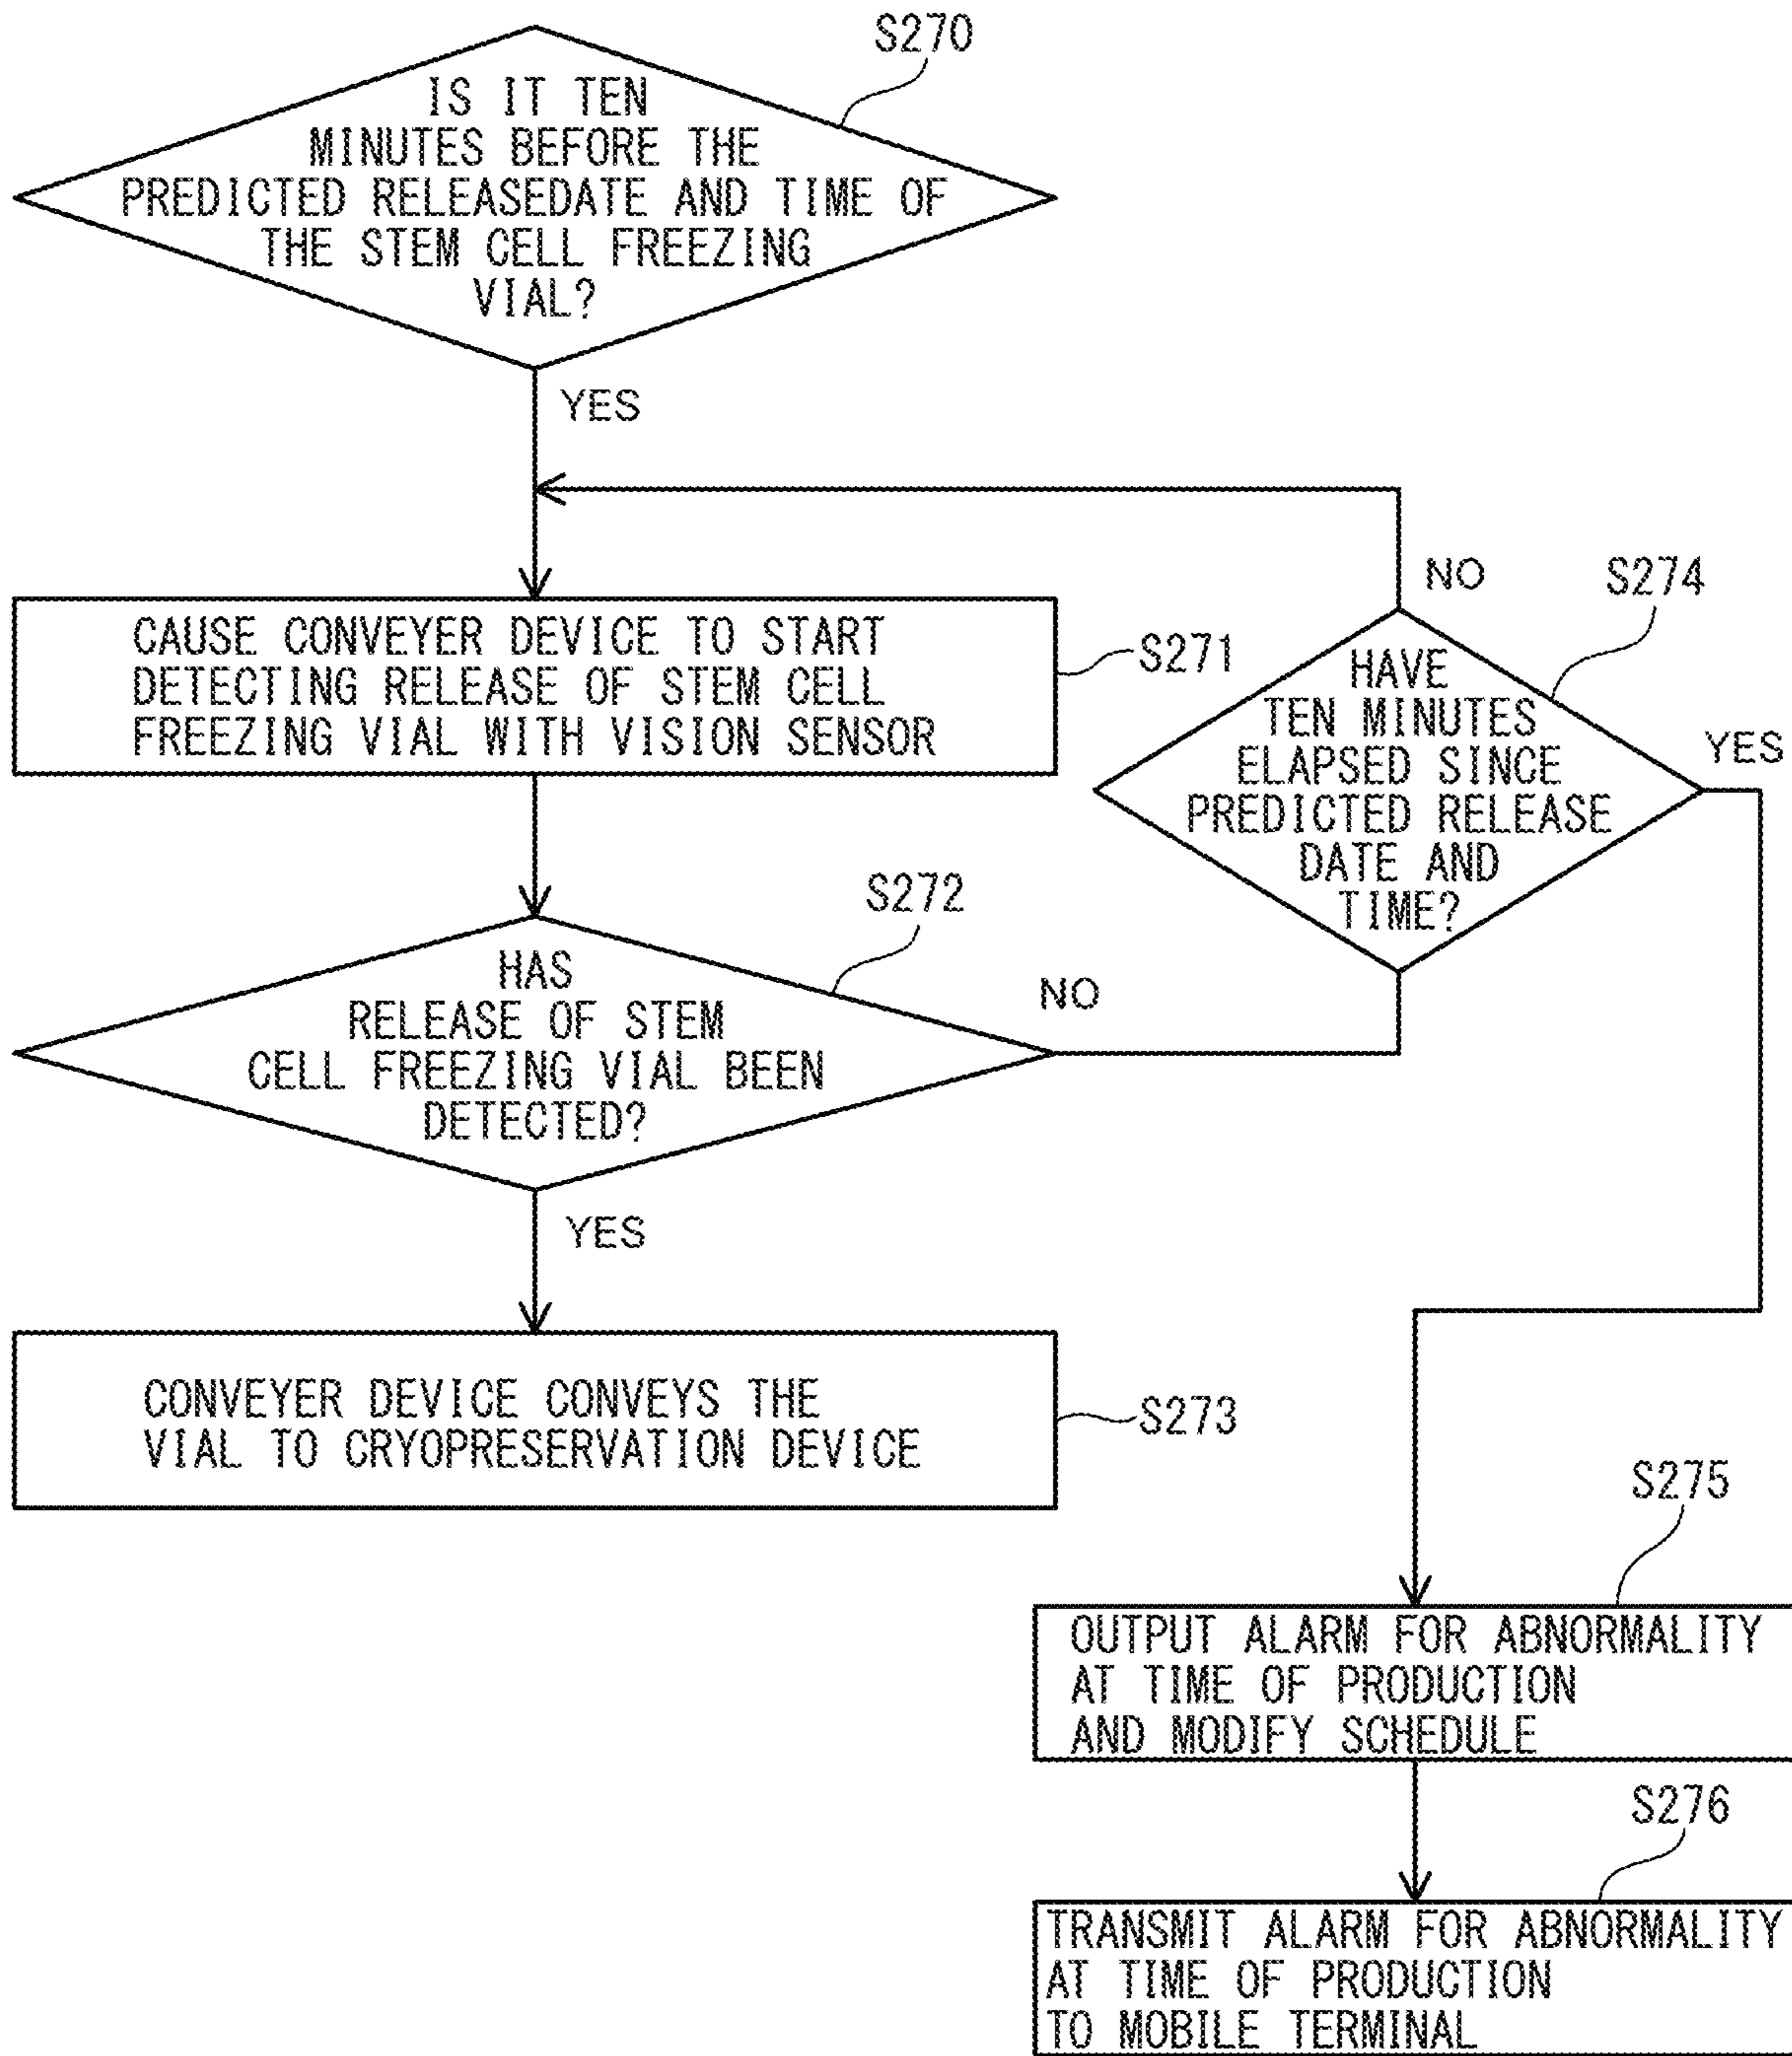 S270
IS IT TEN
MINUTES BEFORE THE
PREDICTED RELEASEDATE AND TIME OF
THE STEM CELL FREEZING
VIAL?
YES
NO
S274
CAUSE CONVEYER DEVICE TO START
DETECTING RELEASE OF STEM CELL
FREEZING VIAL WITH VISION SENSOR
S271
HAVE
TEN MINUTES
ELAPSED SINCE
PREDICTED RELEASE
DATE AND
TIME?
YES
S272
HAS
RELEASE OF STEM
CELL FREEZING VIAL BEEN
DETECTED?
NO
YES
CONVEYER DEVICE CONVEYS THE
VIAL TO CRYOPRESERVATION DEVICE
S273
S275
OUTPUT ALARM FOR ABNORMALITY
AT TIME OF PRODUCTION
AND MODIFY SCHEDULE
S276
TRANSMIT ALARM FOR ABNORMALITY
AT TIME OF PRODUCTION
TO MOBILE TERMINAL